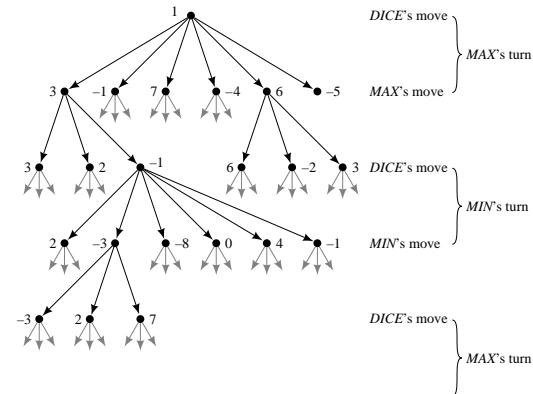 1 DICE's move
MAX's turn
3 –1 7 –4 6 –5 MAX's move
3 2 –1 6 –2 3 DICE's move
MIN's turn
2 –3 –8 0 4 –1 MIN's move
–3 2 7 DICE's move
MAX's turn